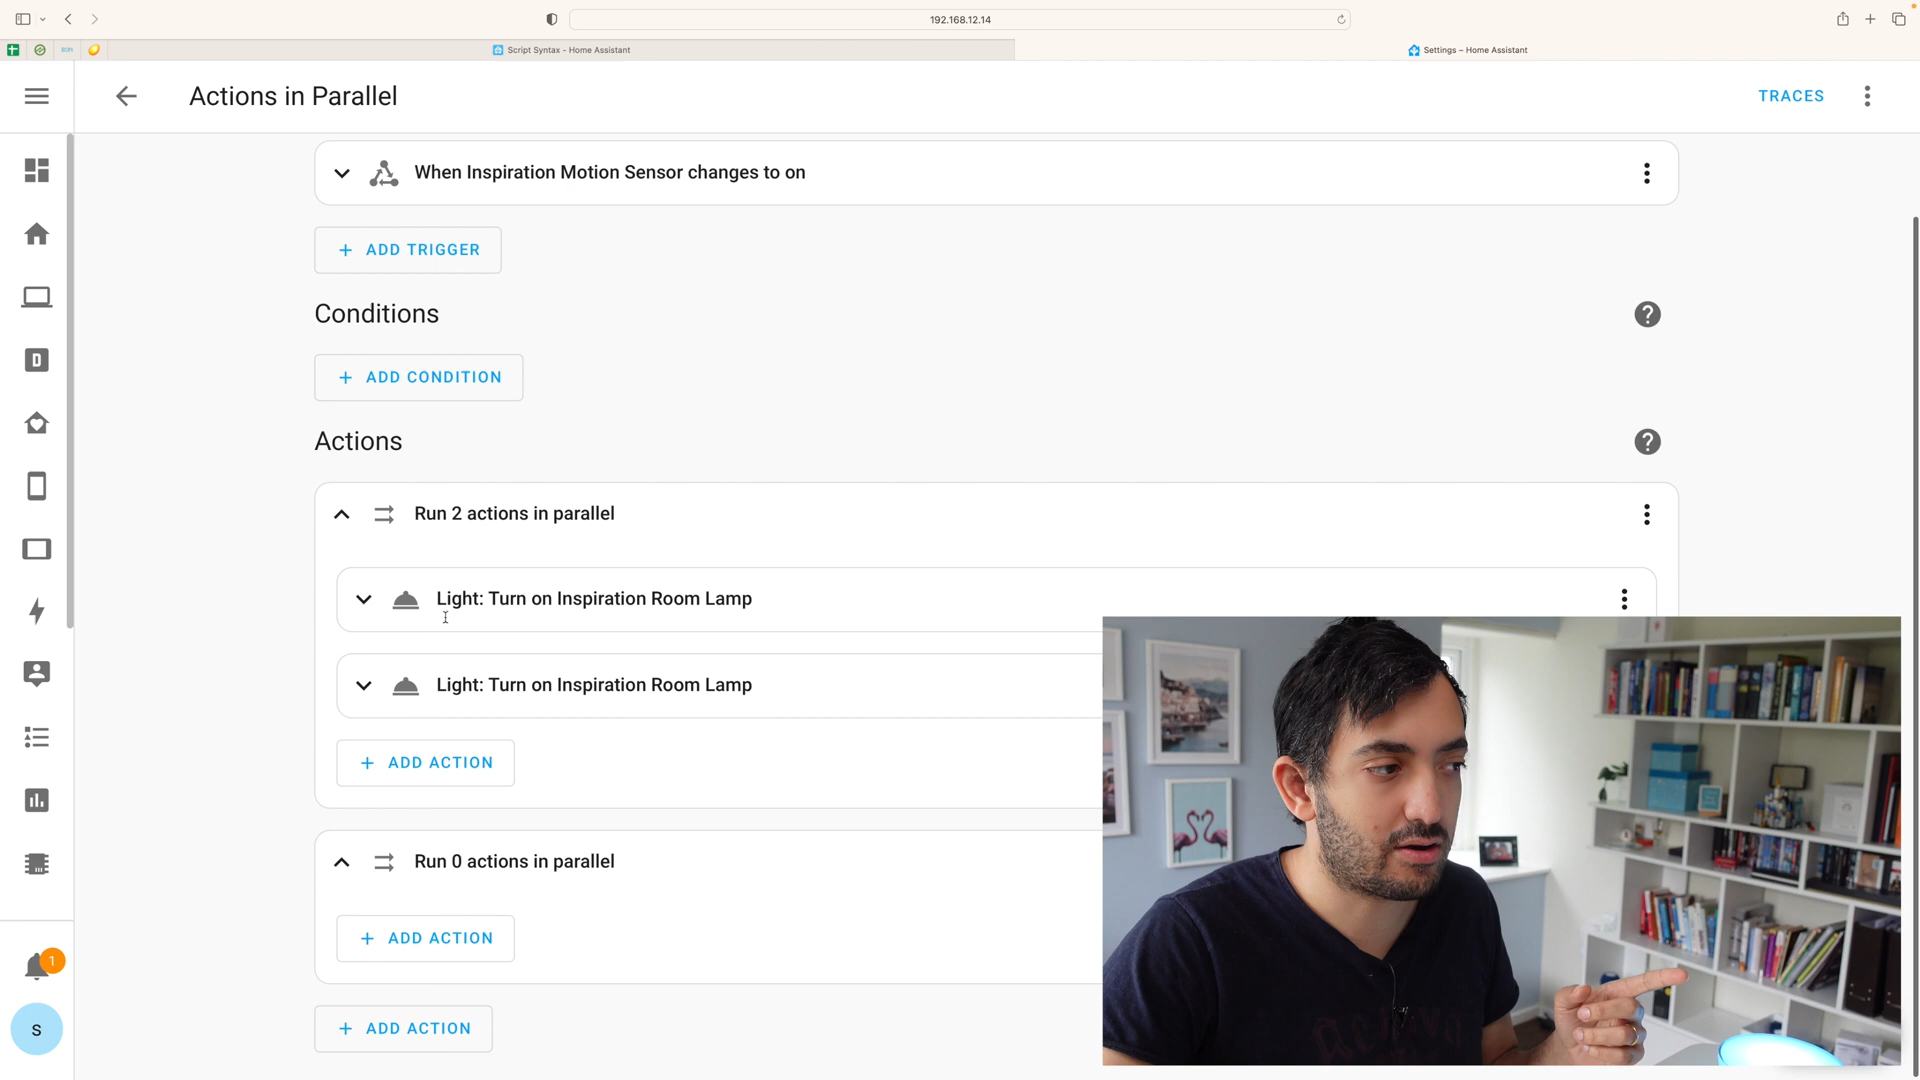 192.168.12.14
Script Syntax - Home Assistant
Settings – Home Assistant
Actions in Parallel
TRACES
When Inspiration Motion Sensor changes to on
+ ADD TRIGGER
Conditions
?
+ ADD CONDITION
Actions
?
Run 2 actions in parallel
Light: Turn on Inspiration Room Lamp
Light: Turn on Inspiration Room Lamp
+ ADD ACTION
Run 0 actions in parallel
+ ADD ACTION
+ ADD ACTION
D
1
S